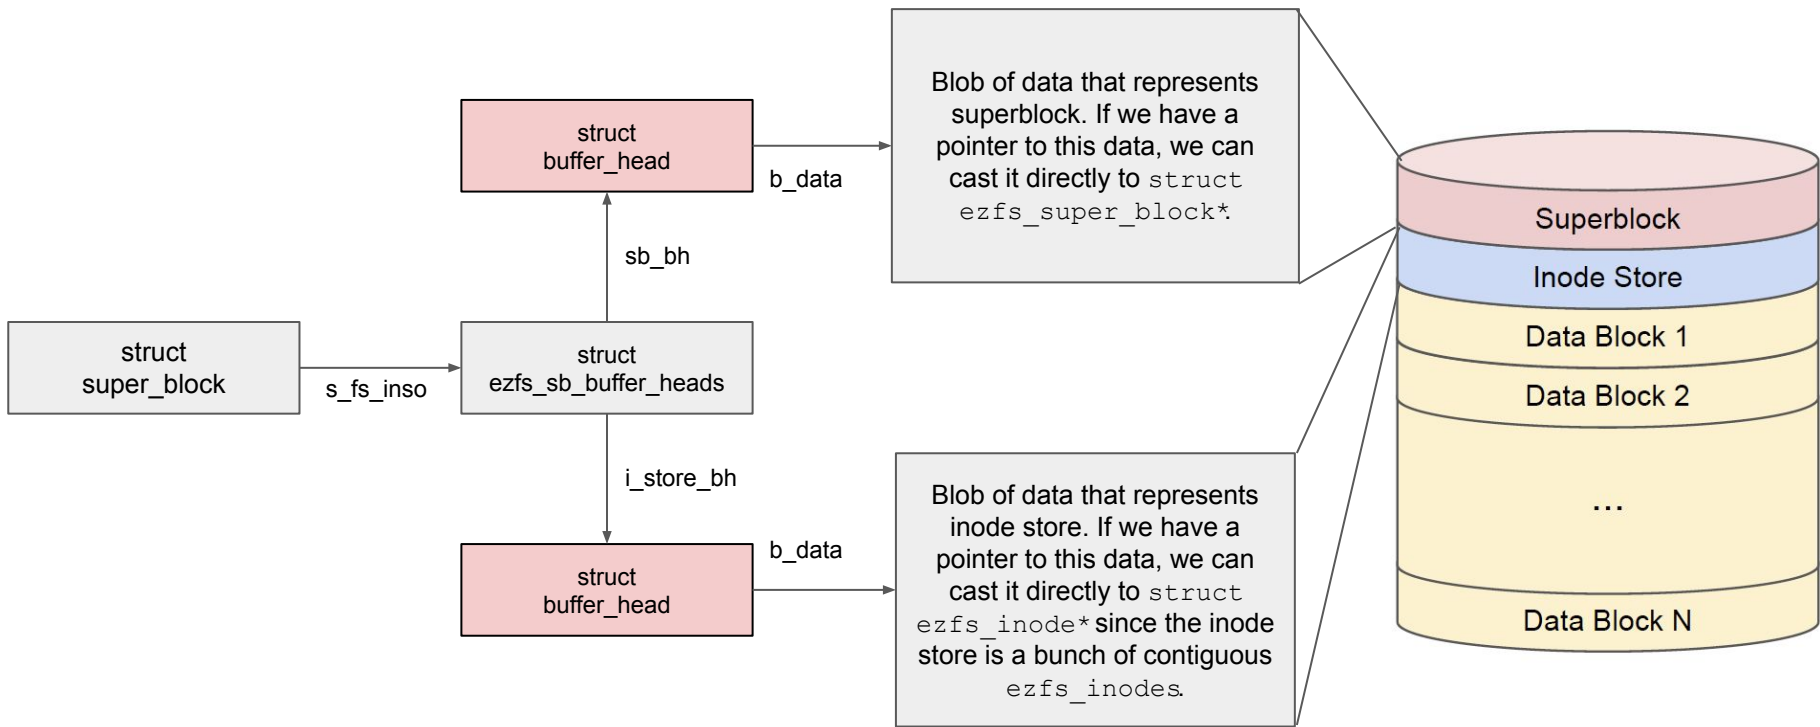 struct
super_block
s_fs_inso
struct
ezfs_sb_buffer_heads
sb_bh
struct
buffer_head
b_data
Blob of data that represents
superblock. If we have a
pointer to this data, we can
cast it directly to struct
ezfs_super_block*.
i_store_bh
struct
buffer_head
b_data
Blob of data that represents
inode store. If we have a
pointer to this data, we can
cast it directly to struct
ezfs_inode* since the inode
store is a bunch of contiguous
ezfs_inodes.
Superblock
Inode Store
Data Block 1
Data Block 2
...
Data Block N